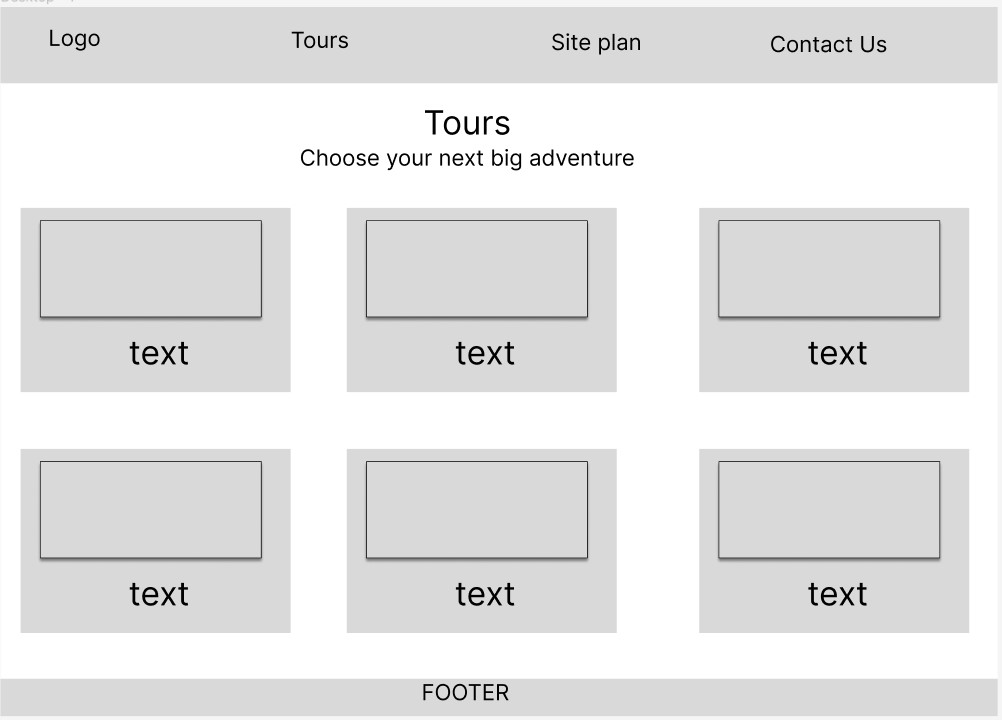 Logo
Tours
Site plan
Contact Us
Tours
Choose your next big adventure
text
text
text
text
text
text
FOOTER